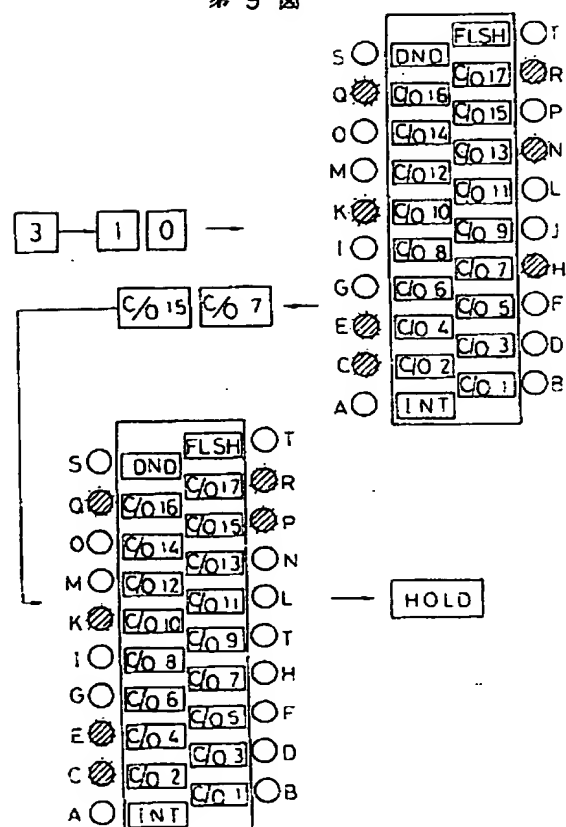 第 図
FLSH T
S DND
C/O 17 R
Q C/O 16
C/O 15 P
O C/O 14
C/O 13 N
M C/O 12
C/O 11 L
K C/O 10
C/O 9 J
I C/O 8
C/O 7 H
G C/O 6
C/O 5 F
E C/O 4
C/O 3 D
C C/O 2
C/O 1 B
A INT
3 1 0
C/O 15 C/O 7
FLSH T
S DND
C/O 17 R
Q C/O 16
C/O 15 P
O C/O 14
C/O 13 N
M C/O 12
C/O 11 L
K C/O 10
C/O 9 T
I C/O 8
C/O 7 H
G C/O 6
C/O 5 F
E C/O 4
C/O 3 D
C C/O 2
C/O 1 B
A INT
HOLD